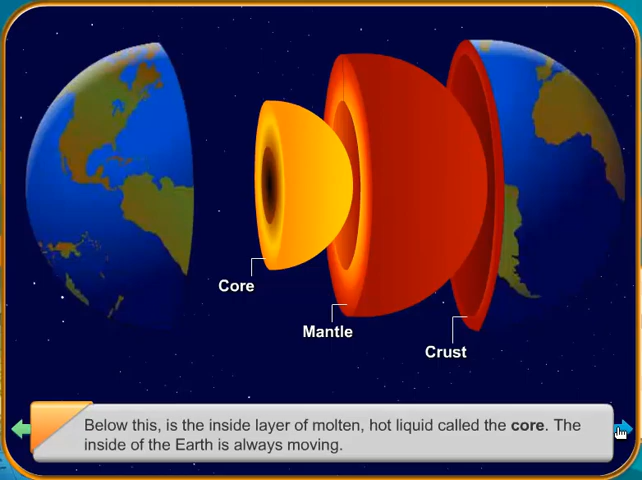 Core
Mantle
Crust
Below this, is the inside layer of molten, hot liquid called the core. The
inside of the Earth is always moving.